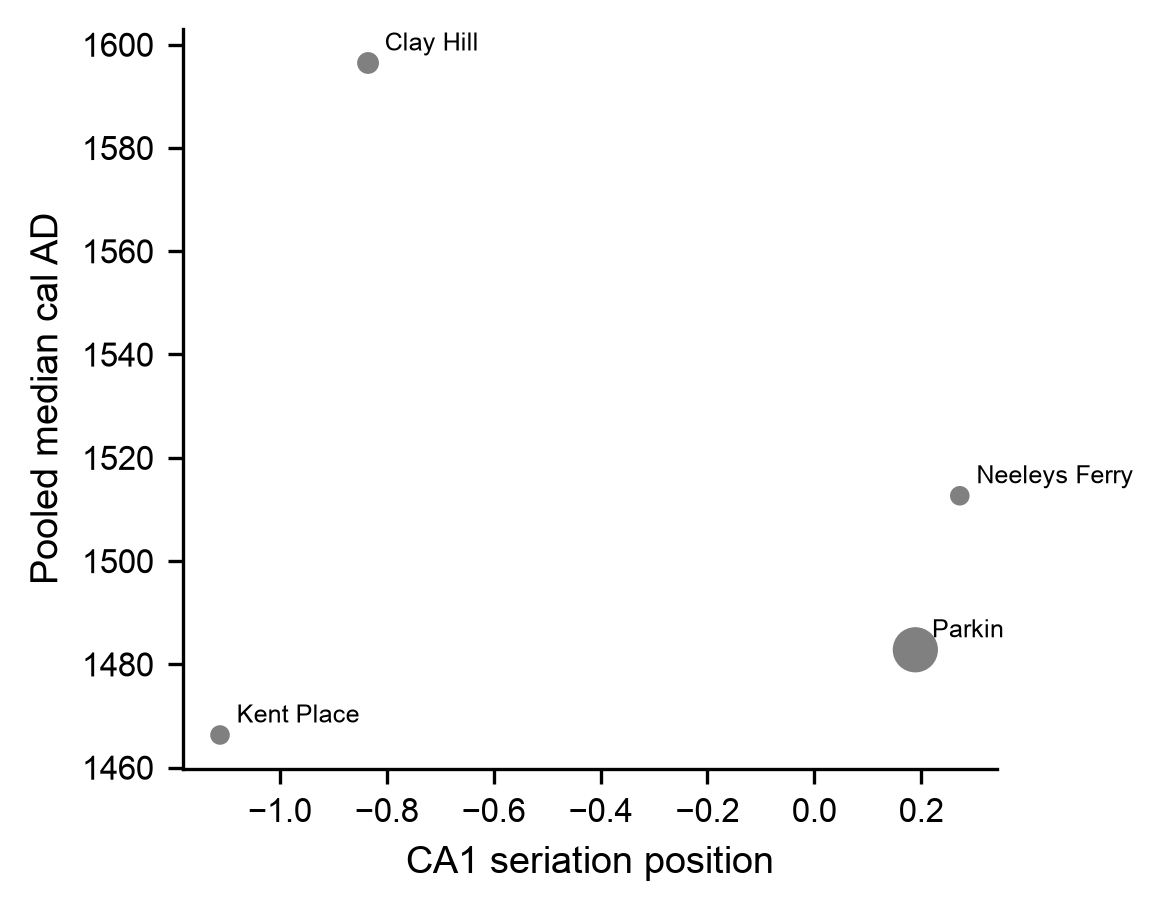 1600
Clay Hill
1580
1560
1540
1520
Neeleys Ferry
1500
Parkin
1480
Kent Place
1460
−1.0 −0.8 −0.6 −0.4 −0.2 0.0 0.2
CA1 seriation position
Pooled median cal AD